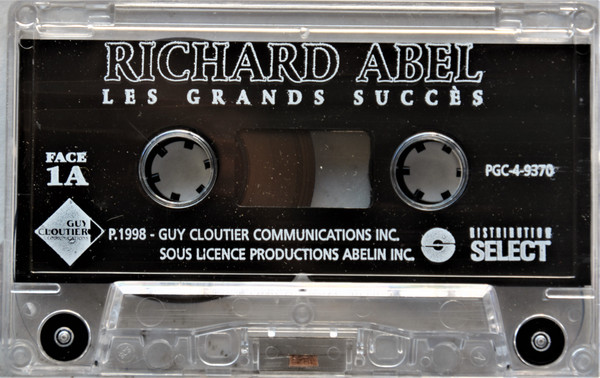 RICHARD ABEL
LES GRANDS SUCCÈS
FACE
1A
PGC-4-9370
GUY
CLOUTIER
COMMUNICATIONS
P.1998 - GUY CLOUTIER COMMUNICATIONS INC.
SOUS LICENCE PRODUCTIONS ABELIN INC.
DISTRIBUTION
SELECT